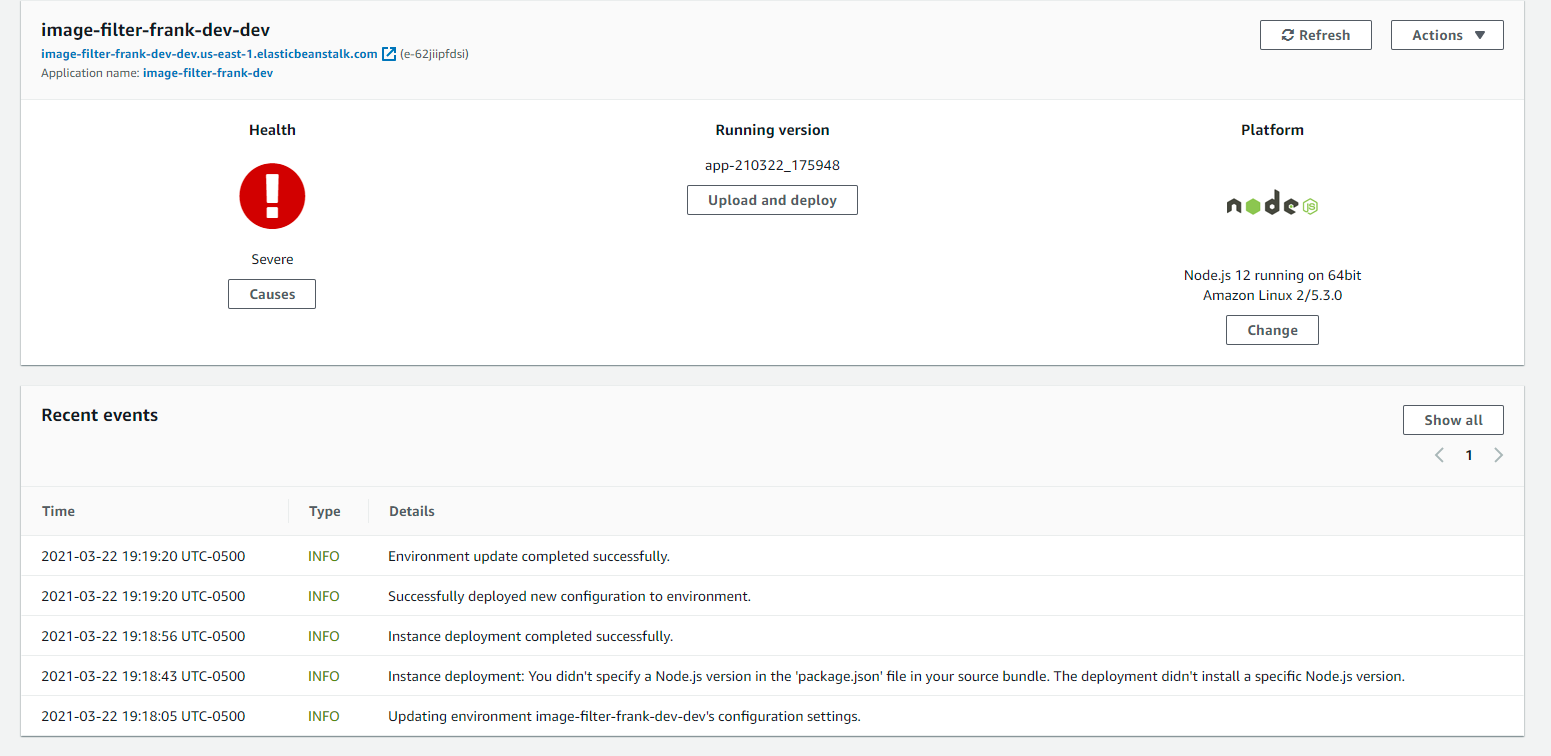 image-filter-frank-dev-dev
image-filter-frank-dev-dev.us-east-1.elasticbeanstalk.com (e-62jiipfdsi)
Application name: image-filter-frank-dev
Refresh
Actions
Health
Running version
Platform
app-210322_175948
Upload and deploy
node JS
Severe
Causes
Node.js 12 running on 64bit
Amazon Linux 2/5.3.0
Change
Recent events
Show all
1
Time Type Details
2021-03-22 19:19:20 UTC-0500 INFO Environment update completed successfully.
2021-03-22 19:19:20 UTC-0500 INFO Successfully deployed new configuration to environment.
2021-03-22 19:18:56 UTC-0500 INFO Instance deployment completed successfully.
2021-03-22 19:18:43 UTC-0500 INFO Instance deployment: You didn't specify a Node.js version in the 'package.json' file in your source bundle. The deployment didn't install a specific Node.js version.
2021-03-22 19:18:05 UTC-0500 INFO Updating environment image-filter-frank-dev-dev's configuration settings.